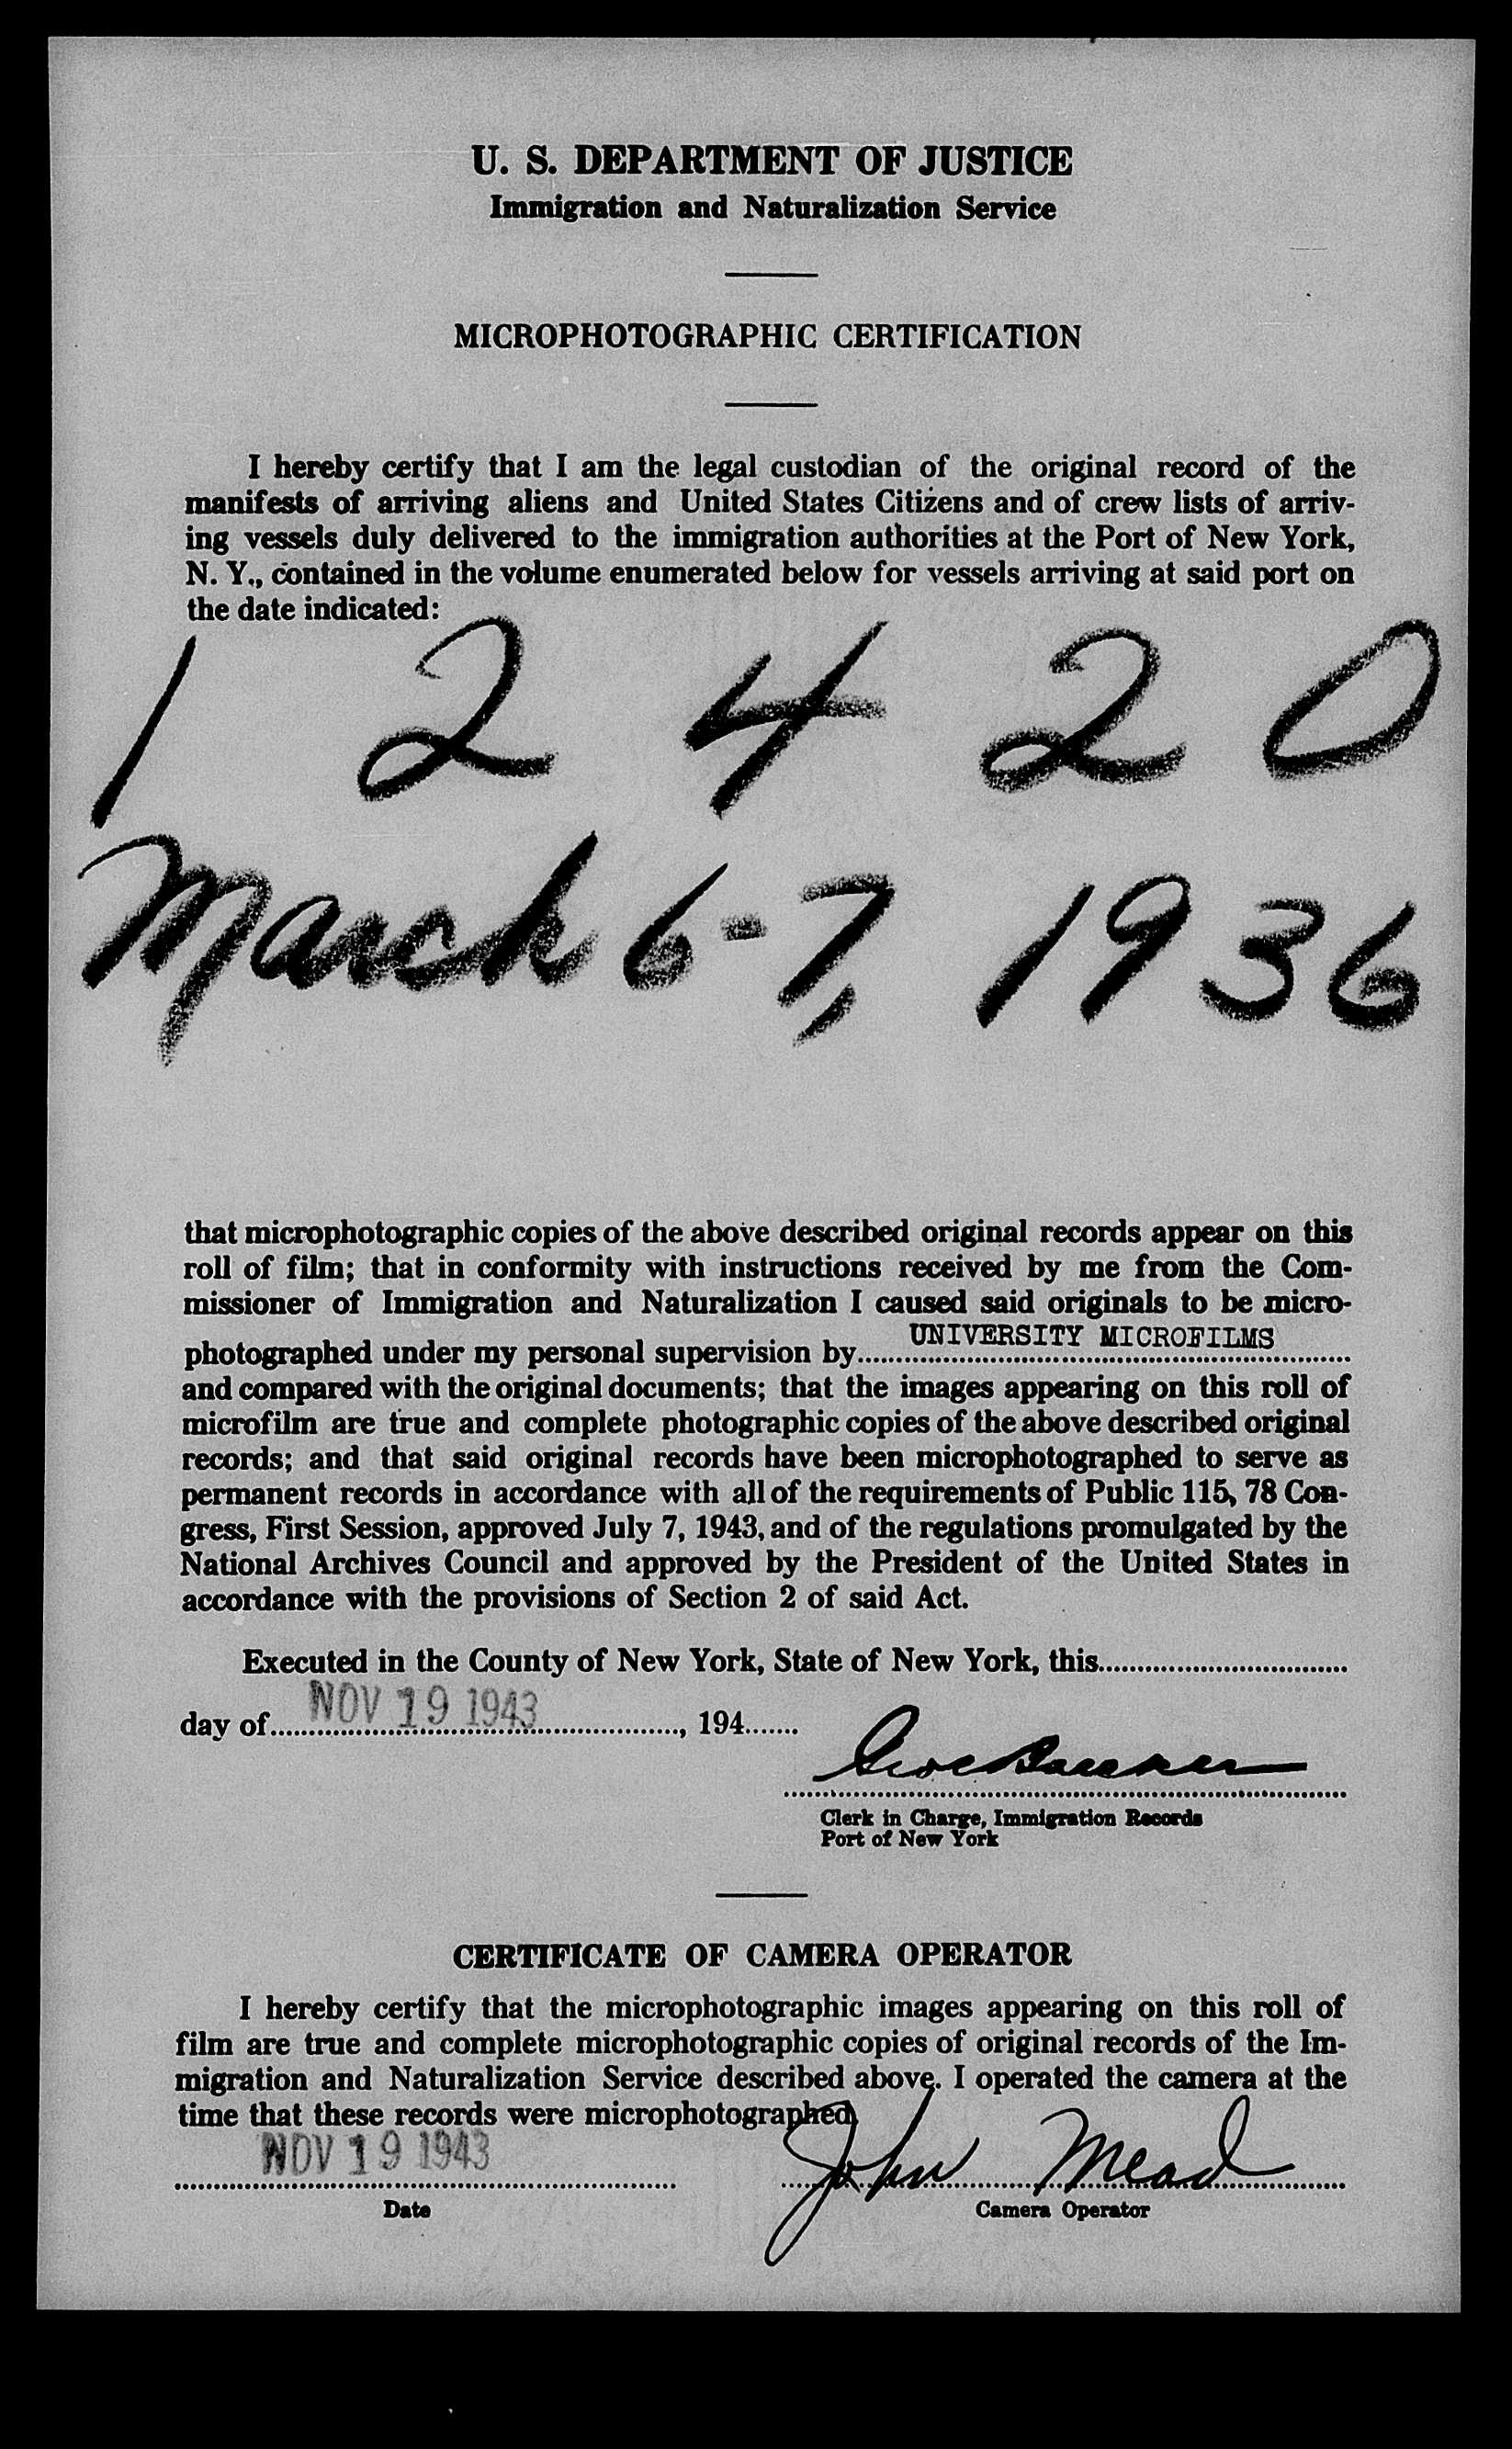 U. S. DEPARTMENT OF JUSTICE
Immigration and Naturalization Service
MICROPHOTOGRAPHIC CERTIFICATION
I hereby certify that I am the legal custodian of the original record of the
manifests of arriving aliens and United States Citizens and of crew lists of arriv-
ing vessels duly delivered to the immigration authorities at the Port of New York,
N. Y., contained in the volume enumerated below for vessels arriving at said port on
the date indicated:
1 2 4 2 0
March 6-7, 1936
that microphotographic copies of the above described original records appear on this
roll of film; that in conformity with instructions received by me from the Com-
missioner of Immigration and Naturalization I caused said originals to be micro-
photographed under my personal supervision by UNIVERSITY MICROFILMS
and compared with the original documents; that the images appearing on this roll of
microfilm are true and complete photographic copies of the above described original
records; and that said original records have been microphotographed to serve as
permanent records in accordance with all of the requirements of Public 115, 78 Con-
gress, First Session, approved July 7, 1943, and of the regulations promulgated by the
National Archives Council and approved by the President of the United States in
accordance with the provisions of Section 2 of said Act.
Executed in the County of New York, State of New York, this
day of NOV 19 1943, 194
Clerk in Charge, Immigration Records
Port of New York
CERTIFICATE OF CAMERA OPERATOR
I hereby certify that the microphotographic images appearing on this roll of
film are true and complete microphotographic copies of original records of the Im-
migration and Naturalization Service described above. I operated the camera at the
time that these records were microphotographed.
NOV 19 1943 John Mead
Date Camera Operator